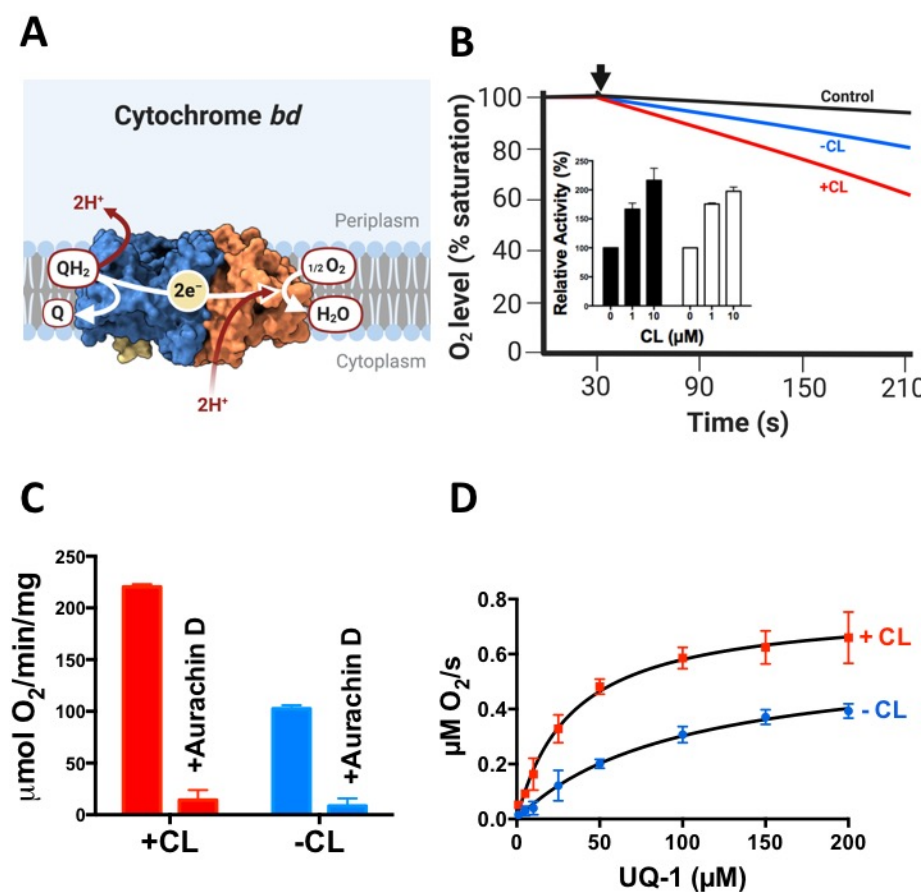 A
Cytochrome bd
2H⁺
Periplasm
QH₂
2e⁻
1/2 O₂
Q
H₂O
Cytoplasm
2H⁺
B
O₂ level (% saturation)
100
80
60
40
20
0
30
90
150
210
Time (s)
Control
-CL
+CL
Relative Activity (%)
250
200
150
100
50
0
0 1 10 0 1 10
CL (µM)
C
µmol O₂/min/mg
250
200
150
100
50
0
+Aurachin D
+Aurachin D
+CL
-CL
D
µM O₂/s
0.8
0.6
0.4
0.2
0.0
0 50 100 150 200
UQ-1 (µM)
+ CL
- CL